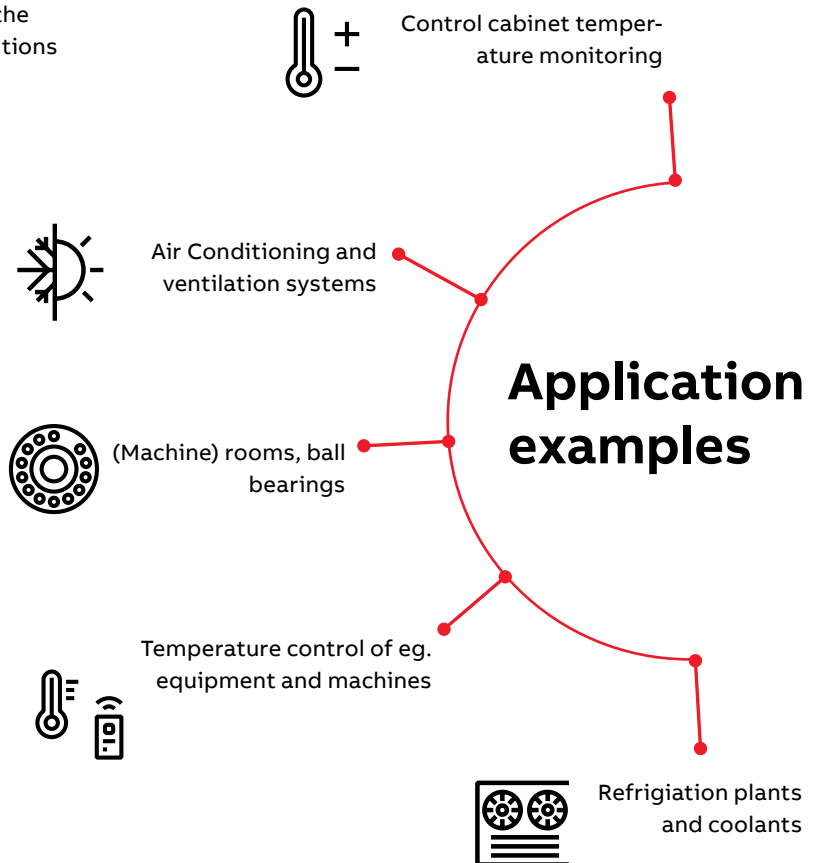 the
tions
Control cabinet temper-
ature monitoring
Air Conditioning and
ventilation systems
Application
examples
(Machine) rooms, ball
bearings
Temperature control of eg.
equipment and machines
Refrigiation plants
and coolants